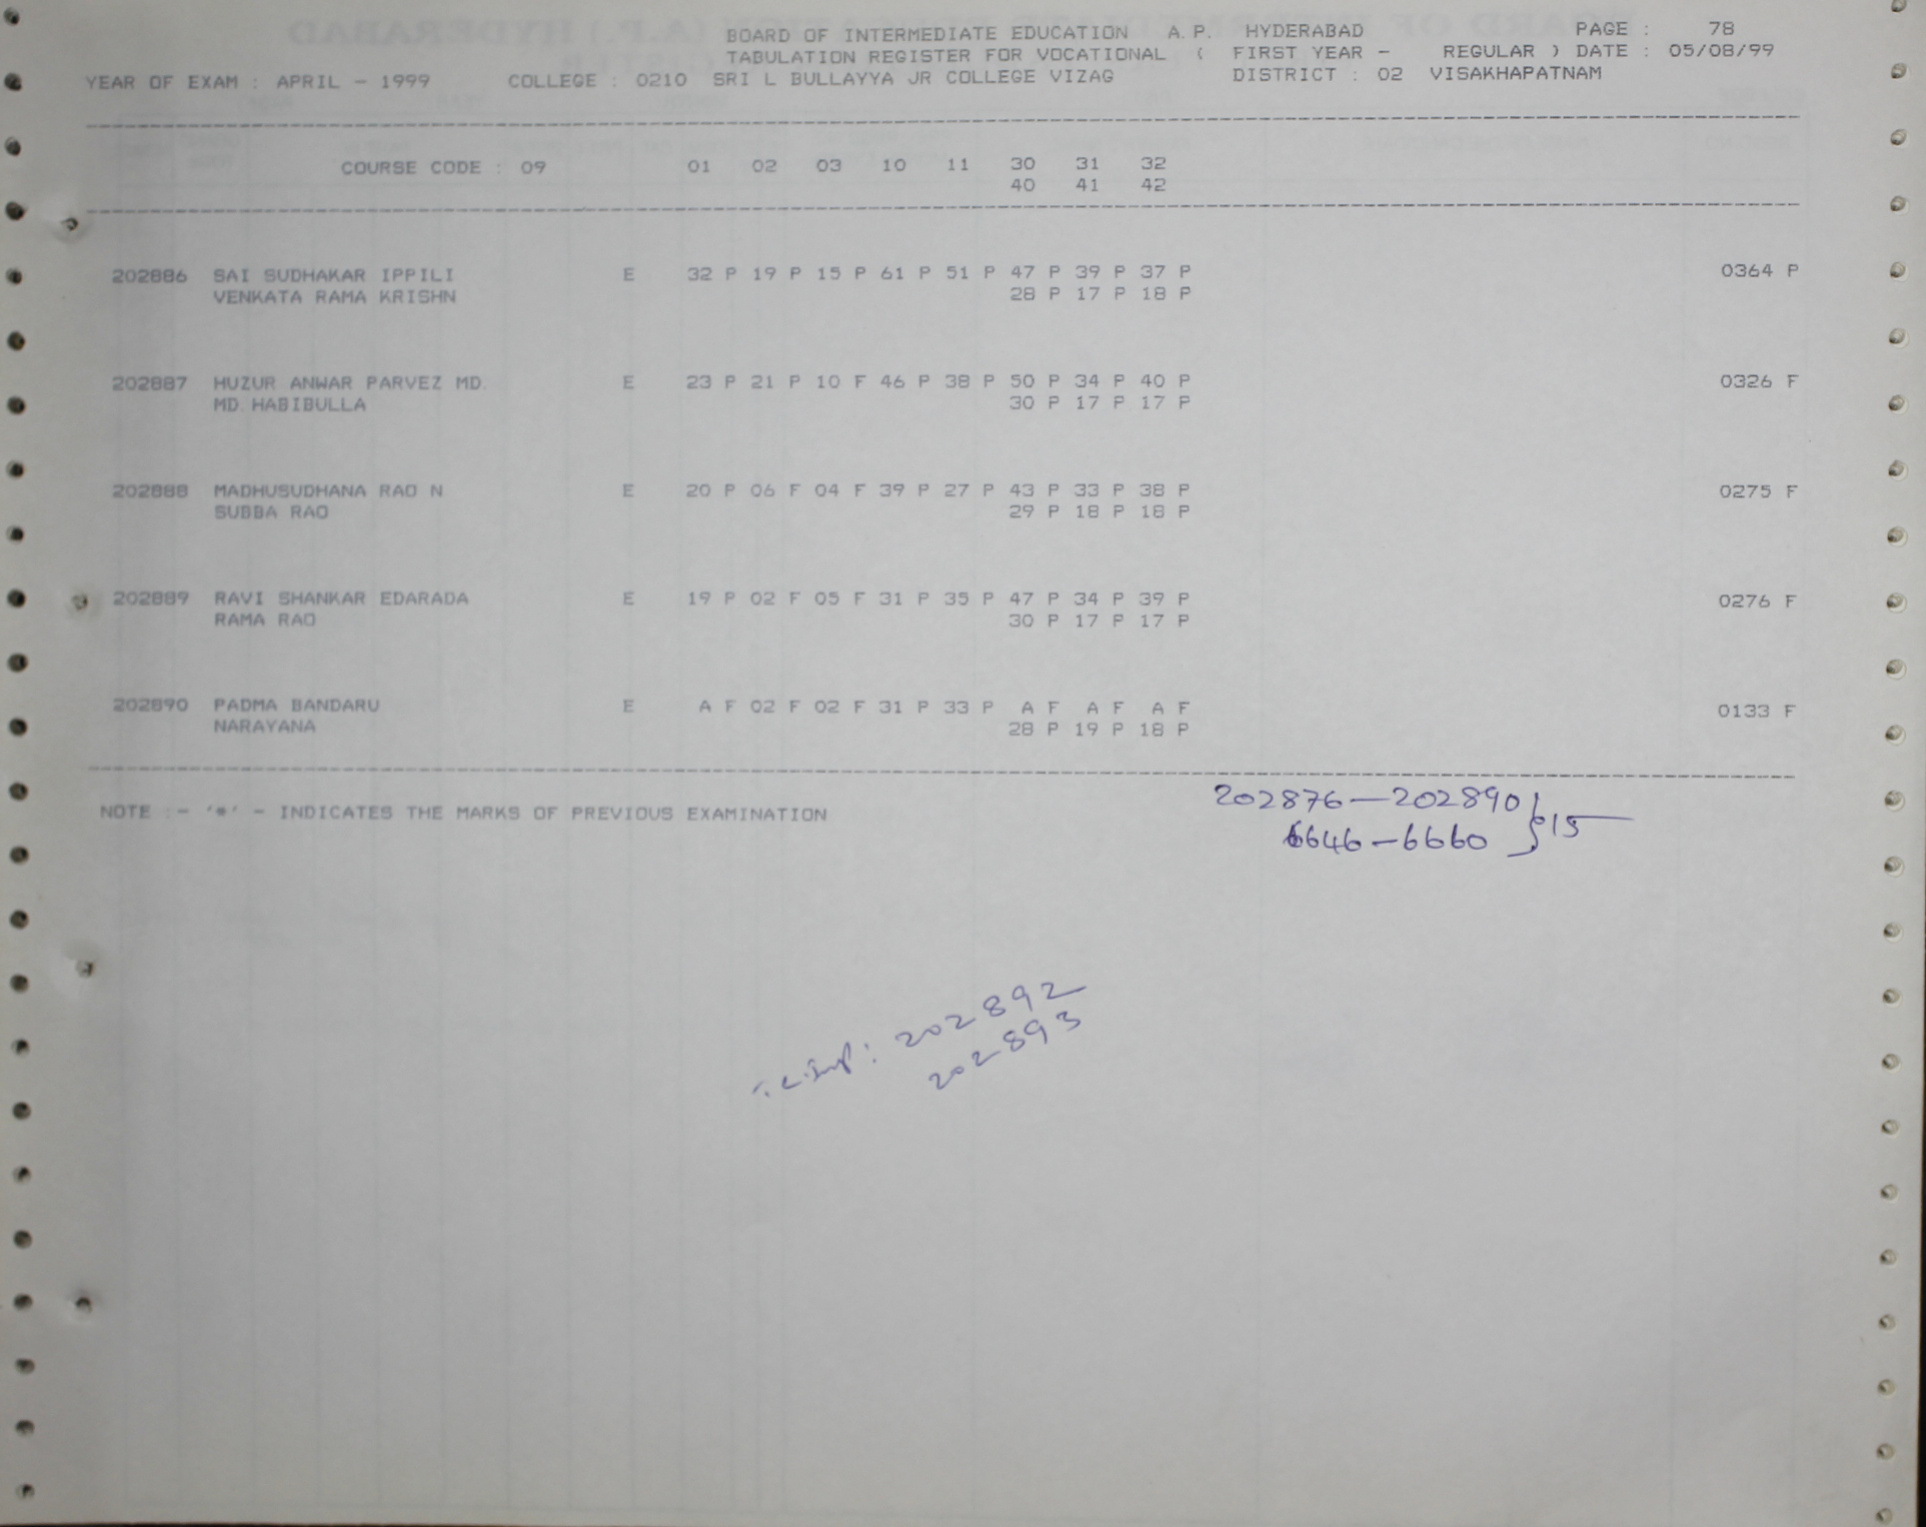 BOARD OF INTERMEDIATE EDUCATION A.P. HYDERABAD PAGE : 78
TABULATION REGISTER FOR VOCATIONAL ( FIRST YEAR - REGULAR ) DATE : 05/08/99
YEAR OF EXAM : APRIL - 1999 COLLEGE : 0210 SRI L BULLAYYA JR COLLEGE VIZAG DISTRICT : 02 VISAKHAPATNAM
COURSE CODE : 09 01 02 03 10 11 30 31 32
40 41 42
202886 SAI SUDHAKAR IPPILI E 32 P 19 P 15 P 61 P 51 P 47 P 39 P 37 P 0364 P
VENKATA RAMA KRISHN 28 P 17 P 18 P
202887 HUZUR ANWAR PARVEZ MD. E 23 P 21 P 10 F 46 P 38 P 50 P 34 P 40 P 0326 F
MD.HABIBULLA 30 P 17 P 17 P
202888 MADHUSUDHANA RAO N E 20 P 06 F 04 F 39 P 27 P 43 P 33 P 38 P 0275 F
SUBBA RAO 29 P 18 P 18 P
202889 RAVI SHANKAR EDARADA E 19 P 02 F 05 F 31 P 35 P 47 P 34 P 39 P 0276 F
RAMA RAO 30 P 17 P 17 P
202890 PADMA BANDARU E A F 02 F 02 F 31 P 33 P A F A F A F 0133 F
NARAYANA 28 P 19 P 18 P
NOTE :- '*' - INDICATES THE MARKS OF PREVIOUS EXAMINATION
202876 - 202890 } 15
6646 - 6660
202892
202893